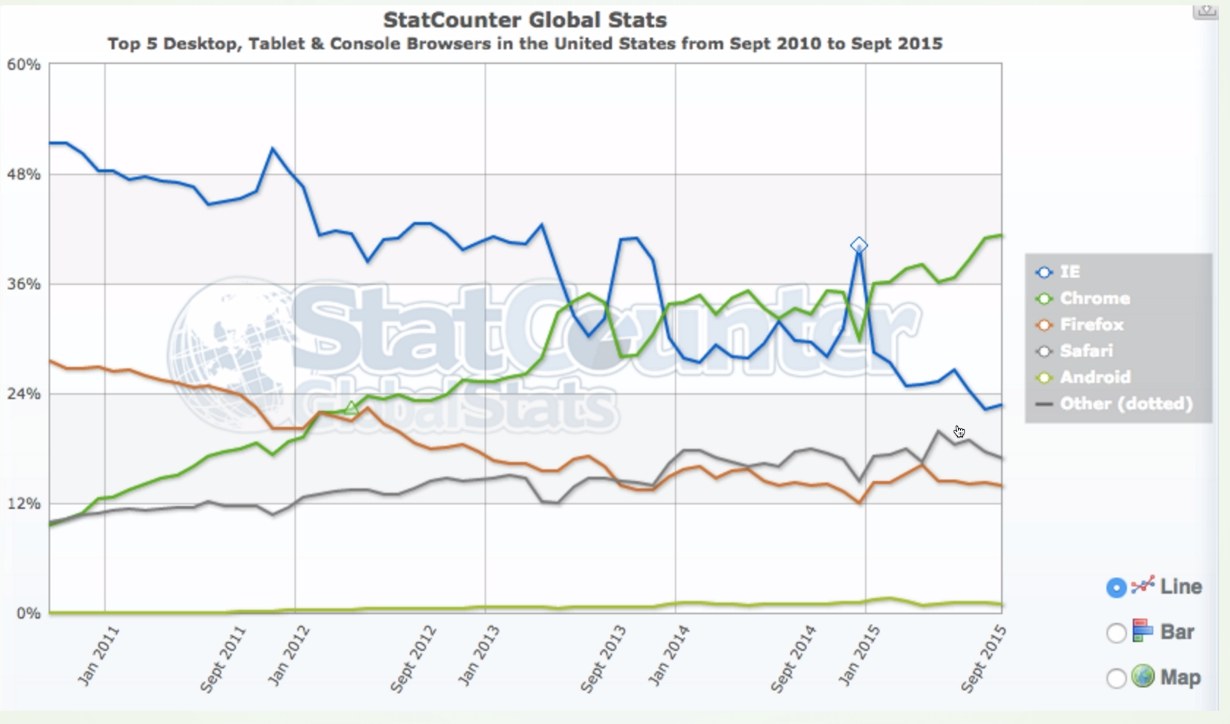 StatCounter Global Stats
Top 5 Desktop, Tablet & Console Browsers in the United States from Sept 2010 to Sept 2015
60%
48%
36%
24%
12%
0%
StatCounter
GlobalStats
Jan 2011
Sept 2011
Jan 2012
Sept 2012
Jan 2013
Sept 2013
Jan 2014
Sept 2014
Jan 2015
Sept 2015
IE
Chrome
Firefox
Safari
Android
Other (dotted)
Line
Bar
Map